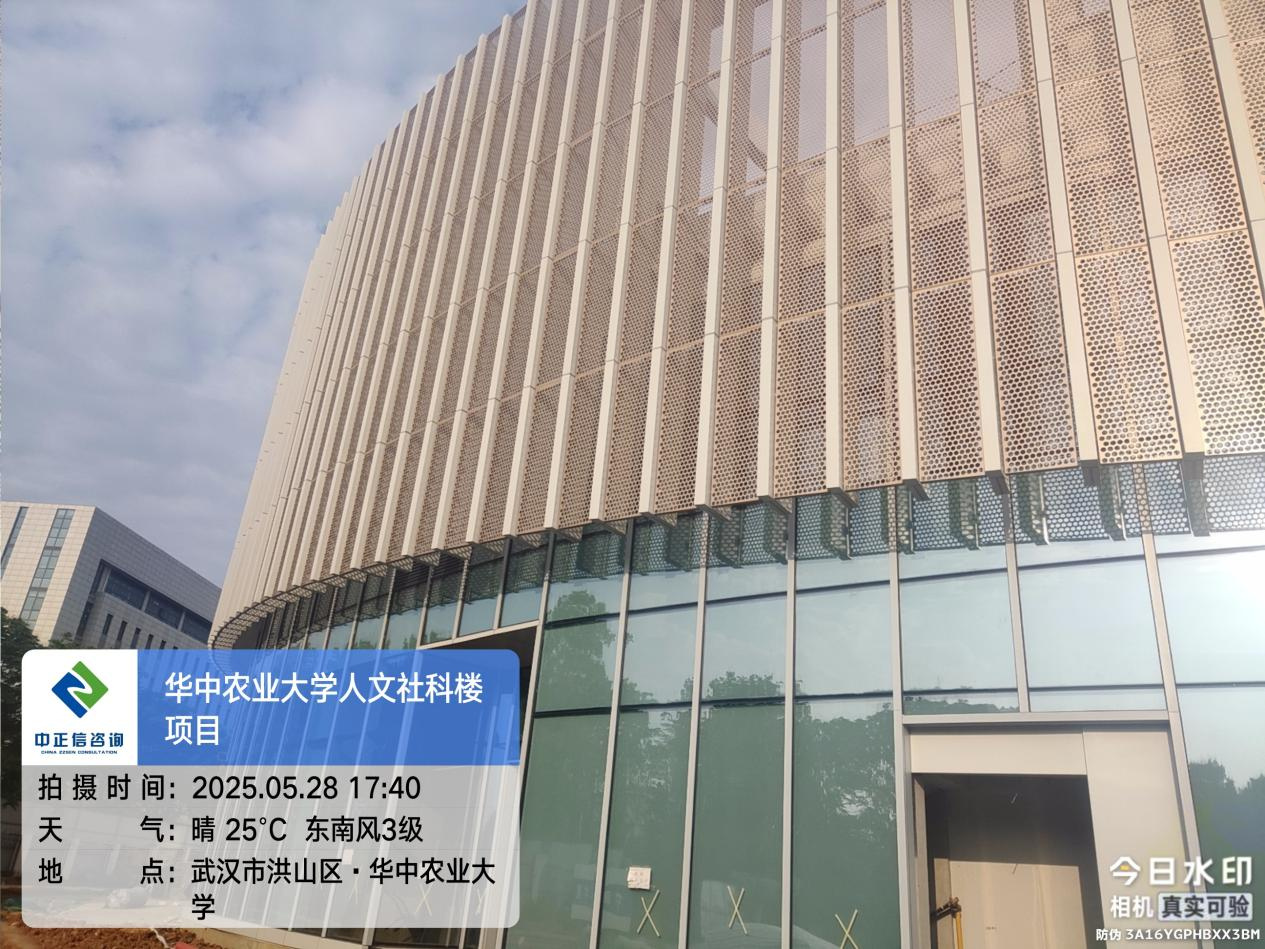 华中农业大学人文社科楼
项目
中正信咨询
CHINA ZZSEN CONSULTATION
拍摄时间：2025.05.28 17:40
天气：晴 25℃ 东南风3级
地点：武汉市洪山区·华中农业大
学
今日水印
相机 真实可验
防伪 3A16YGPHBXX3BM